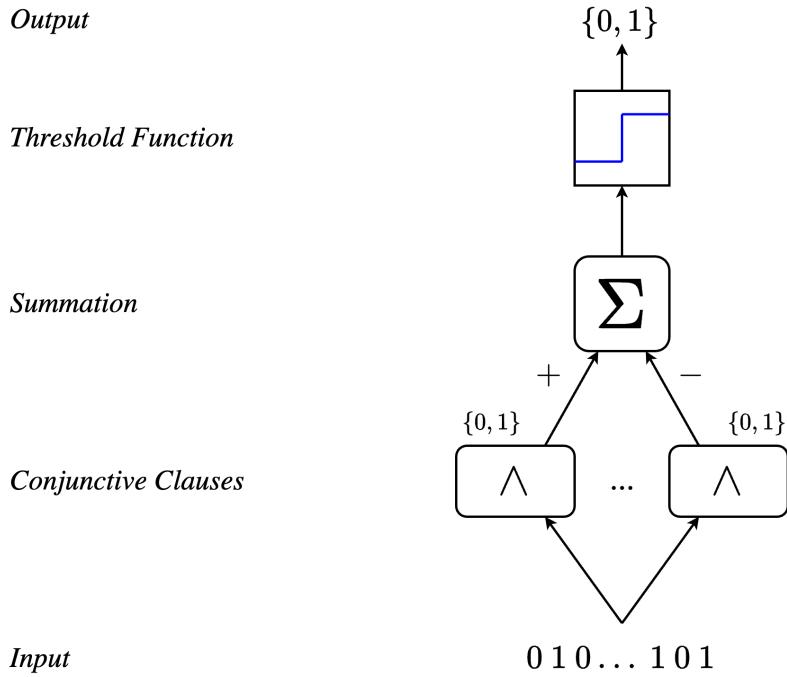 Output {0, 1}
Threshold Function
Summation Σ
+ −
{0, 1} {0, 1}
Conjunctive Clauses ∧ ... ∧
Input 0 1 0 . . . 1 0 1